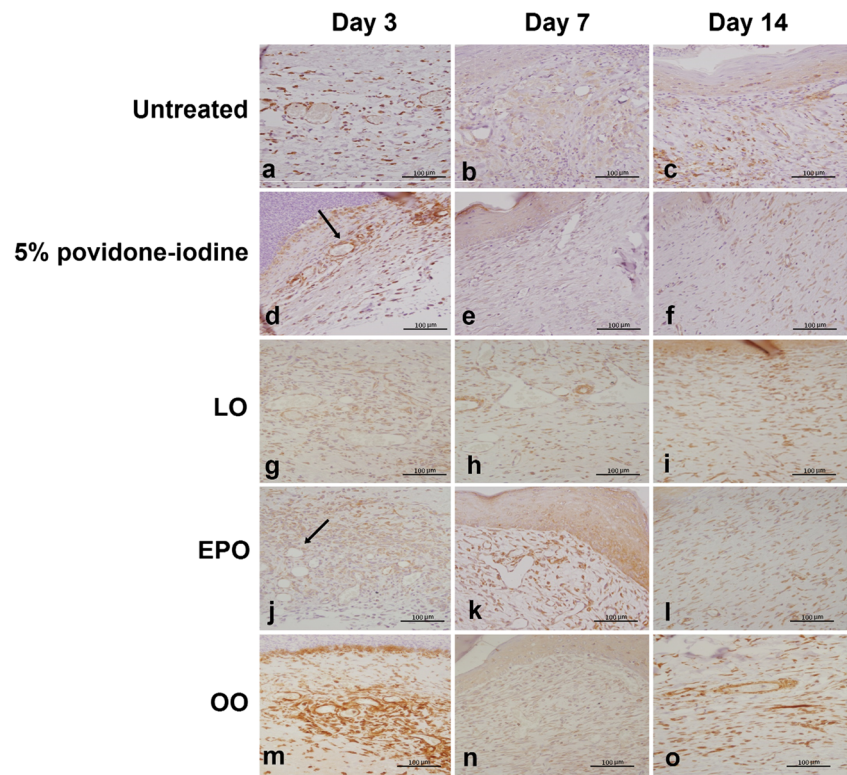 Day 3 Day 7 Day 14
Untreated
a 100 µm b 100 µm c 100 µm
5% povidone-iodine
d 100 µm e 100 µm f 100 µm
LO
g 100 µm h 100 µm i 100 µm
EPO
j 100 µm k 100 µm l 100 µm
OO
m 100 µm n 100 µm o 100 µm